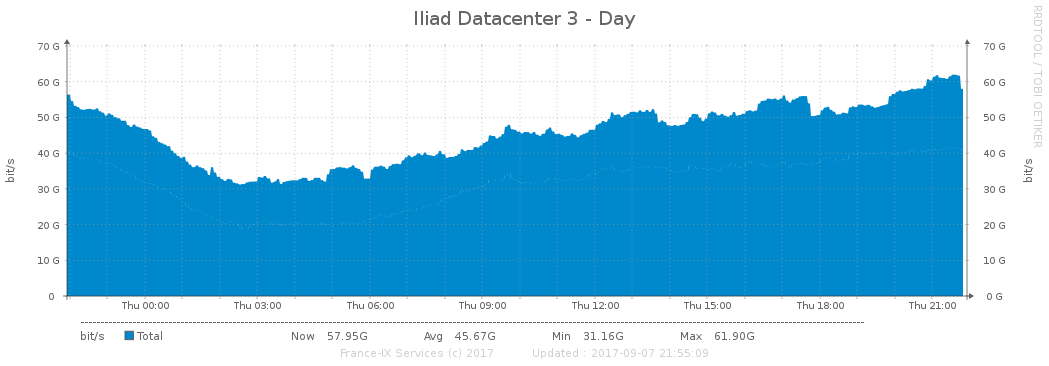 Iliad Datacenter 3 - Day
RRDTOOL / TOBI OETIKER
70 G 70 G
60 G 60 G
50 G 50 G
40 G 40 G
30 G 30 G
20 G 20 G
10 G 10 G
0 0 G
bit/s
bit/s
Thu 00:00 Thu 03:00 Thu 06:00 Thu 09:00 Thu 12:00 Thu 15:00 Thu 18:00 Thu 21:00
bit/s Total Now 57.95G Avg 45.67G Min 31.16G Max 61.90G
France-IX Services (c) 2017 Updated : 2017-09-07 21:55:09